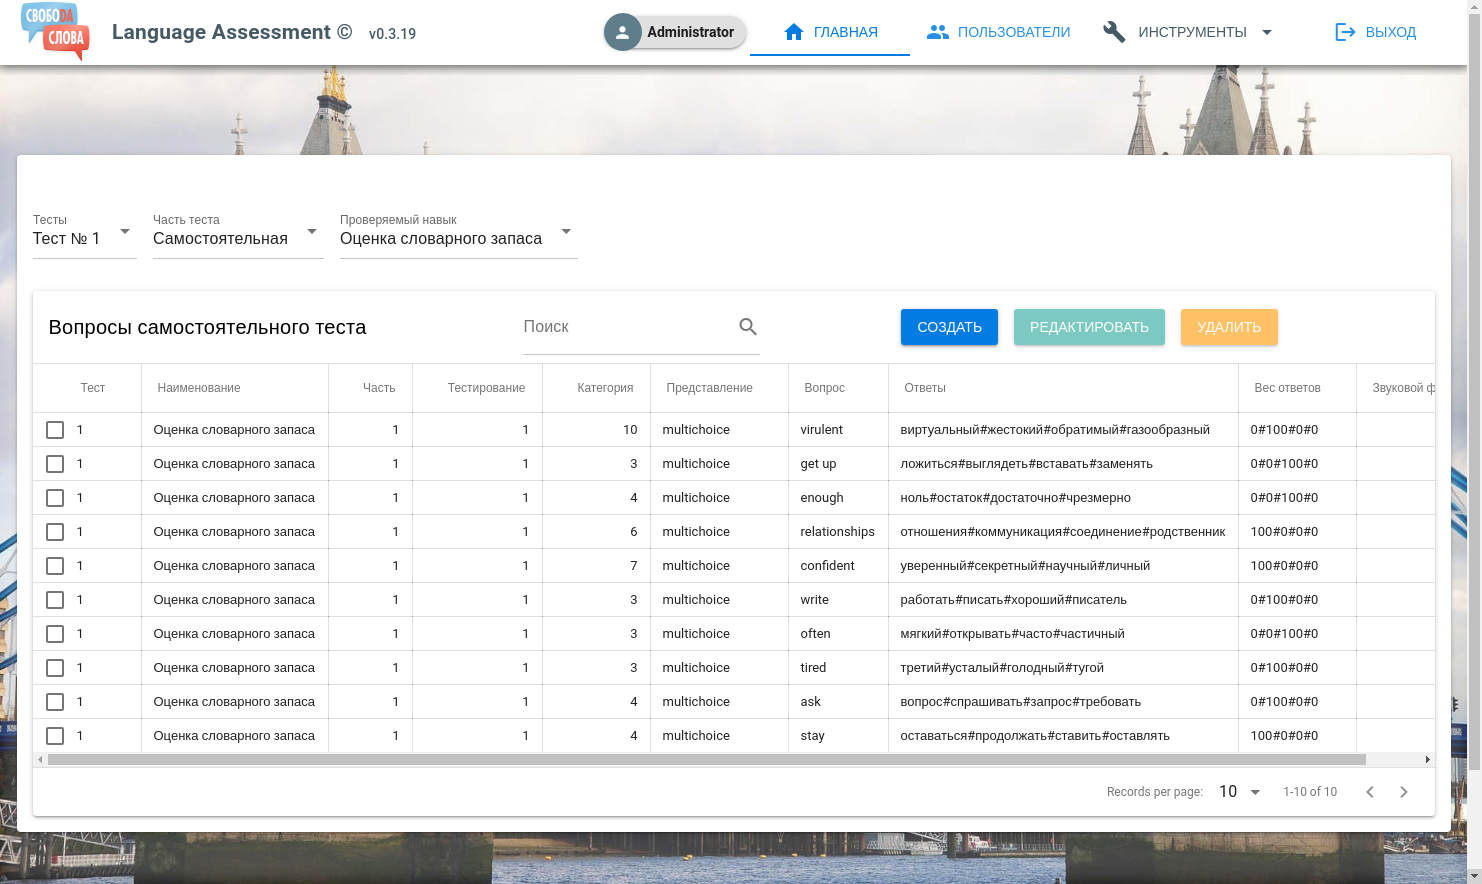 СВОБОДА
СЛОВА
Language Assessment © v0.3.19
Administrator
ГЛАВНАЯ
ПОЛЬЗОВАТЕЛИ
ИНСТРУМЕНТЫ
ВЫХОД
Тесты Часть теста Проверяемый навык
Тест № 1 Самостоятельная Оценка словарного запаса
Вопросы самостоятельного теста Поиск СОЗДАТЬ РЕДАКТИРОВАТЬ УДАЛИТЬ
Тест Наименование Часть Тестирование Категория Представление Вопрос Ответы Вес ответов Звуковой ф
1 Оценка словарного запаса 1 1 10 multichoice virulent виртуальный#жестокий#обратимый#газообразный 0#100#0#0
1 Оценка словарного запаса 1 1 3 multichoice get up ложиться#выглядеть#вставать#заменять 0#0#100#0
1 Оценка словарного запаса 1 1 4 multichoice enough ноль#остаток#достаточно#чрезмерно 0#0#100#0
1 Оценка словарного запаса 1 1 6 multichoice relationships отношения#коммуникация#соединение#родственник 100#0#0#0
1 Оценка словарного запаса 1 1 7 multichoice confident уверенный#секретный#научный#личный 100#0#0#0
1 Оценка словарного запаса 1 1 3 multichoice write работать#писать#хороший#писатель 0#100#0#0
1 Оценка словарного запаса 1 1 3 multichoice often мягкий#открывать#часто#частичный 0#0#100#0
1 Оценка словарного запаса 1 1 3 multichoice tired третий#усталый#голодный#тугой 0#100#0#0
1 Оценка словарного запаса 1 1 4 multichoice ask вопрос#спрашивать#запрос#требовать 0#100#0#0
1 Оценка словарного запаса 1 1 4 multichoice stay оставаться#продолжать#ставить#оставлять 100#0#0#0
Records per page: 10 1-10 of 10